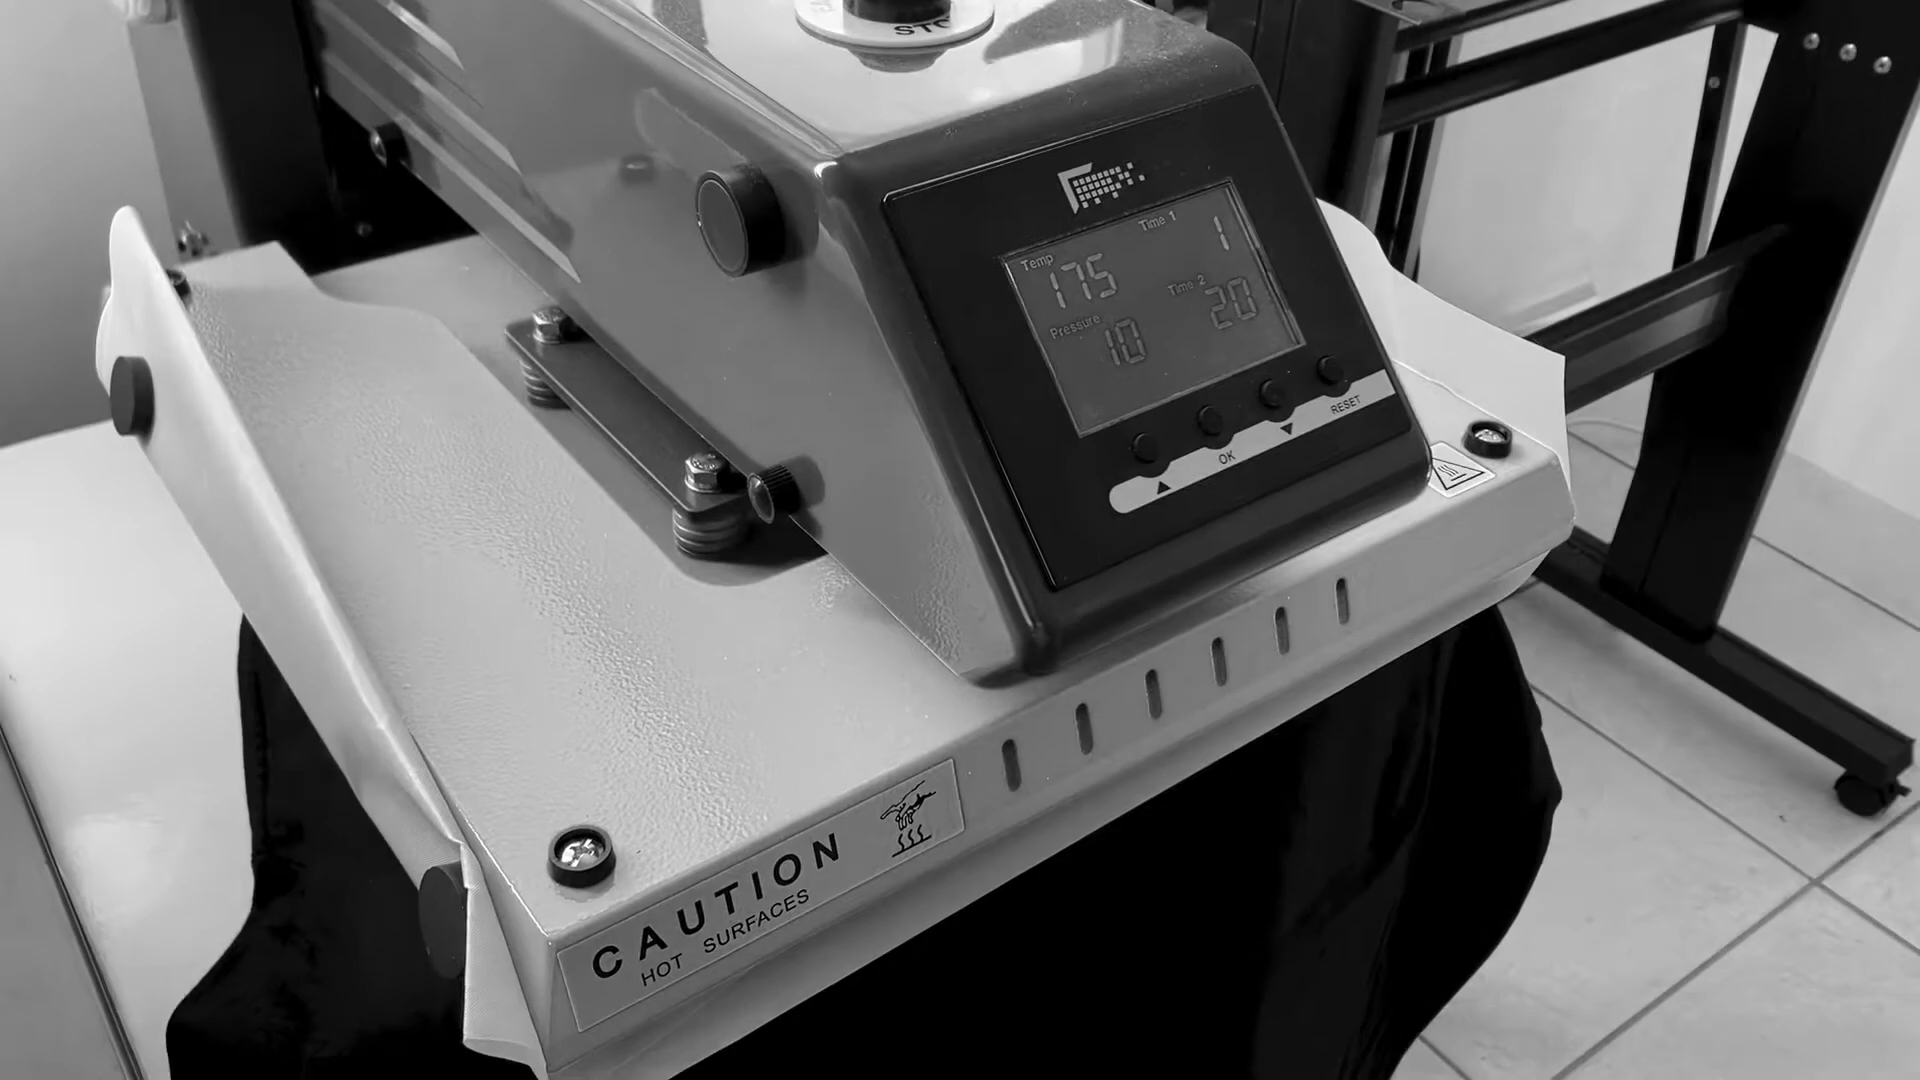 STO
Temp
175
Time 1
1
Pressure
10
Time 2
20
OK
RESET
CAUTION
HOT SURFACES